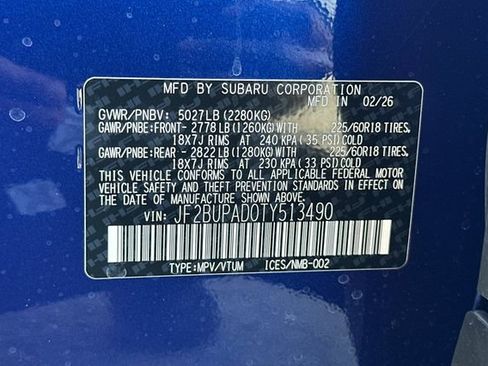 MFD BY SUBARU CORPORATION
GVWR/PNBV: 5027LB(2280KG) 02/26
GAWR/PNBE:FRONT- 2778 LB(1260KG)WITH 225/60R18 TIRES,
18X7J RIMS AT 240 KPA(35 PSI)COLD
GAWR/PNBE:REAR - 2822 LB(1280KG)WITH 225/60R18 TIRES,
18X7J RIMS AT 230 KPA(33 PSI)COLD
THIS VEHICLE CONFORMS TO ALL APPLICABLE FEDERAL MOTOR
VEHICLE SAFETY AND THEFT PREVENTION STANDARDS IN EFFECT
ON THE DATE OF MANUFACTURE SHOWN ABOVE.
VIN: JF2BUPAD0TY513490
TYPE:MPV/VTUM ICES/NMB-002